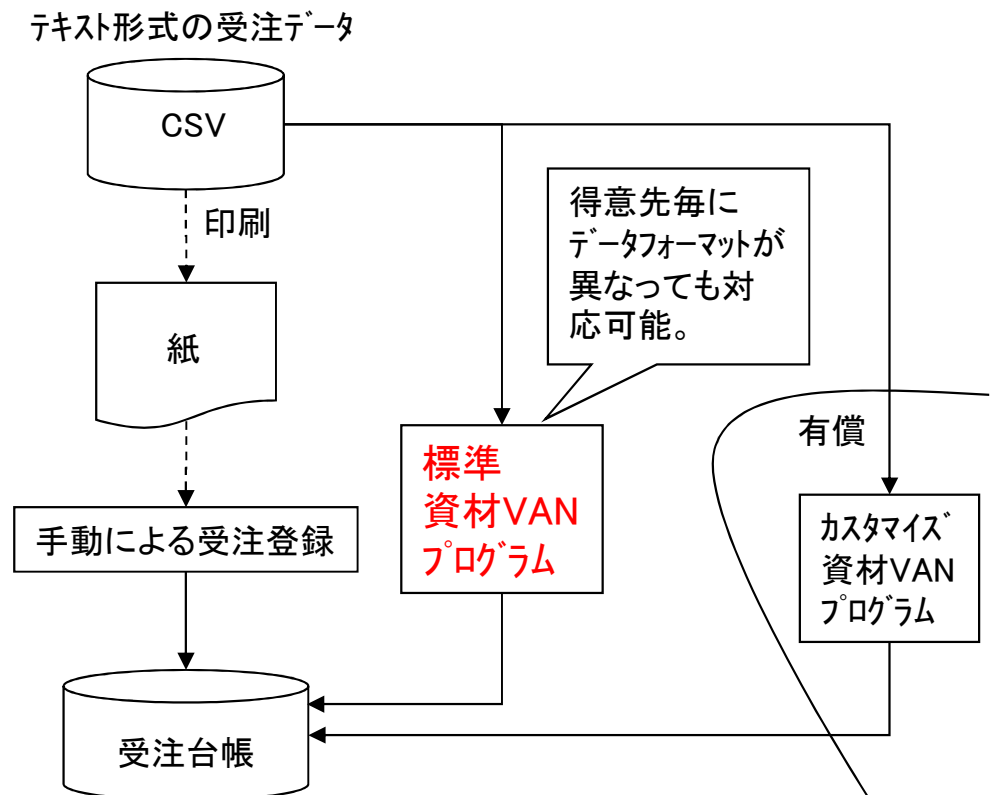 ﾃｷｽﾄ形式の受注ﾃﾞｰﾀ
CSV
印刷
紙
手動による受注登録
受注台帳
得意先毎に
ﾃﾞｰﾀﾌｫｰﾏｯﾄが
異なっても対
応可能。
標準
資材VAN
ﾌﾟﾛｸﾞﾗﾑ
有償
ｶｽﾀﾏｲｽﾞ
資材VAN
ﾌﾟﾛｸﾞﾗﾑ